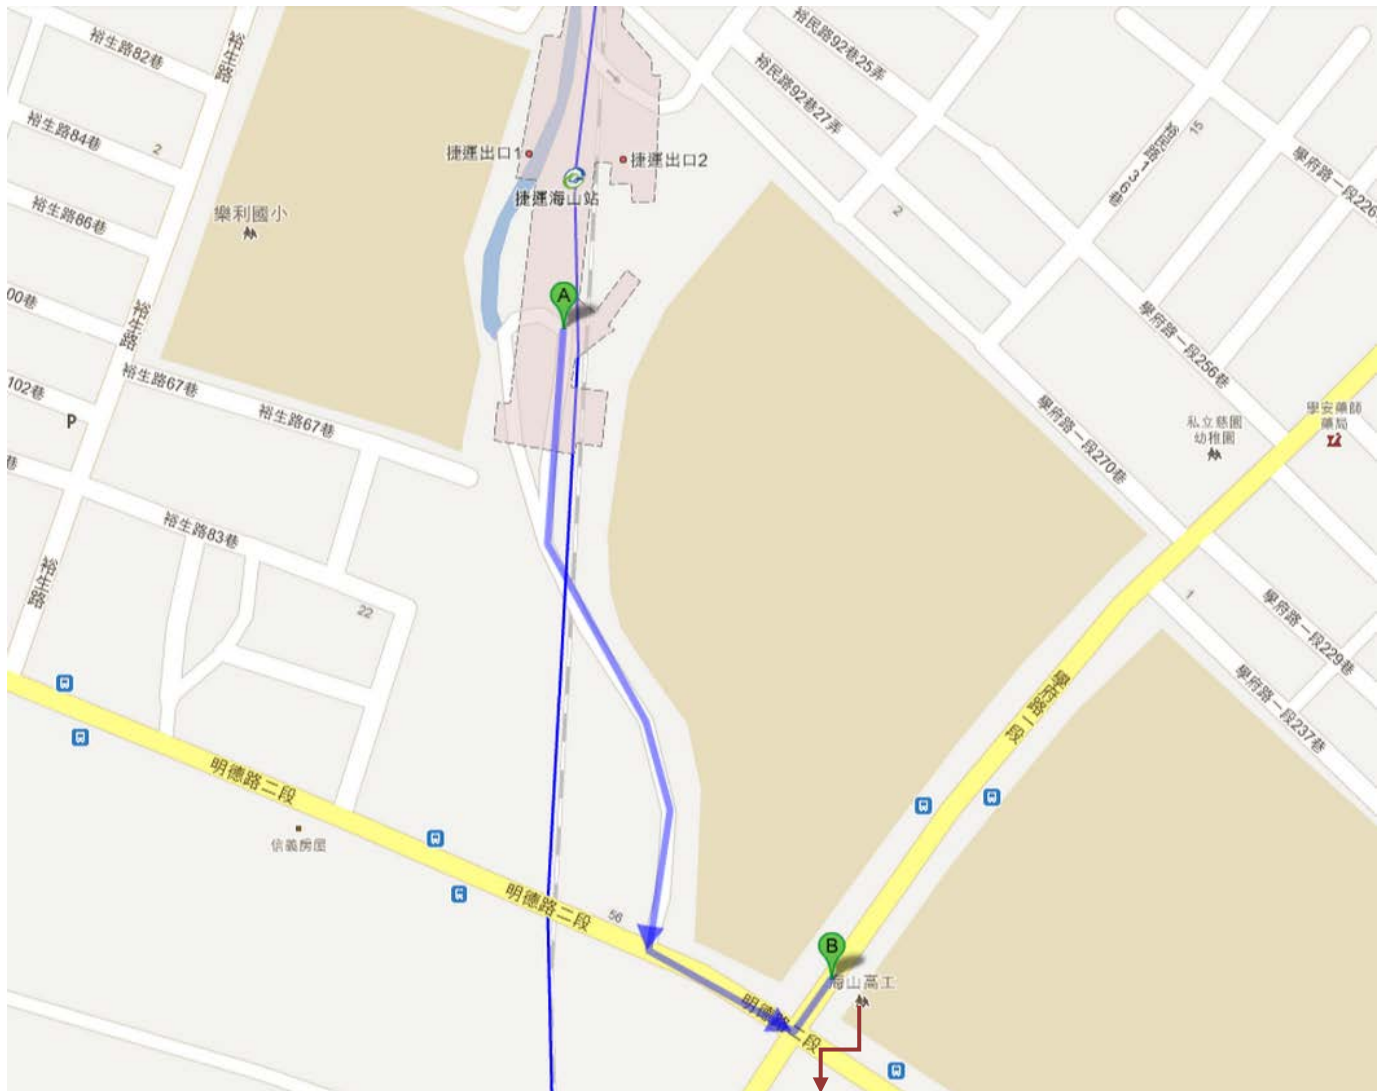 裕生路82巷
裕生路
裕民路92巷25弄
裕民路92巷27弄
裕生路84巷
2
裕民路136巷
15
學府路一段226
捷運出口1
捷運出口2
捷運海山站
裕生路86巷
樂利國小
2
00巷
裕生路
A
學府路一段256巷
裕生路67巷
裕生路67巷
102巷
P
學府路一段270巷
私立慈園
幼稚園
學安藥師
藥局
巷
裕生路83巷
裕生路
22
1
學府路一段229巷
學府路一段237巷
學府路一段
明德路二段
信義房屋
明德路二段
56
B
海山高工
明德路二段